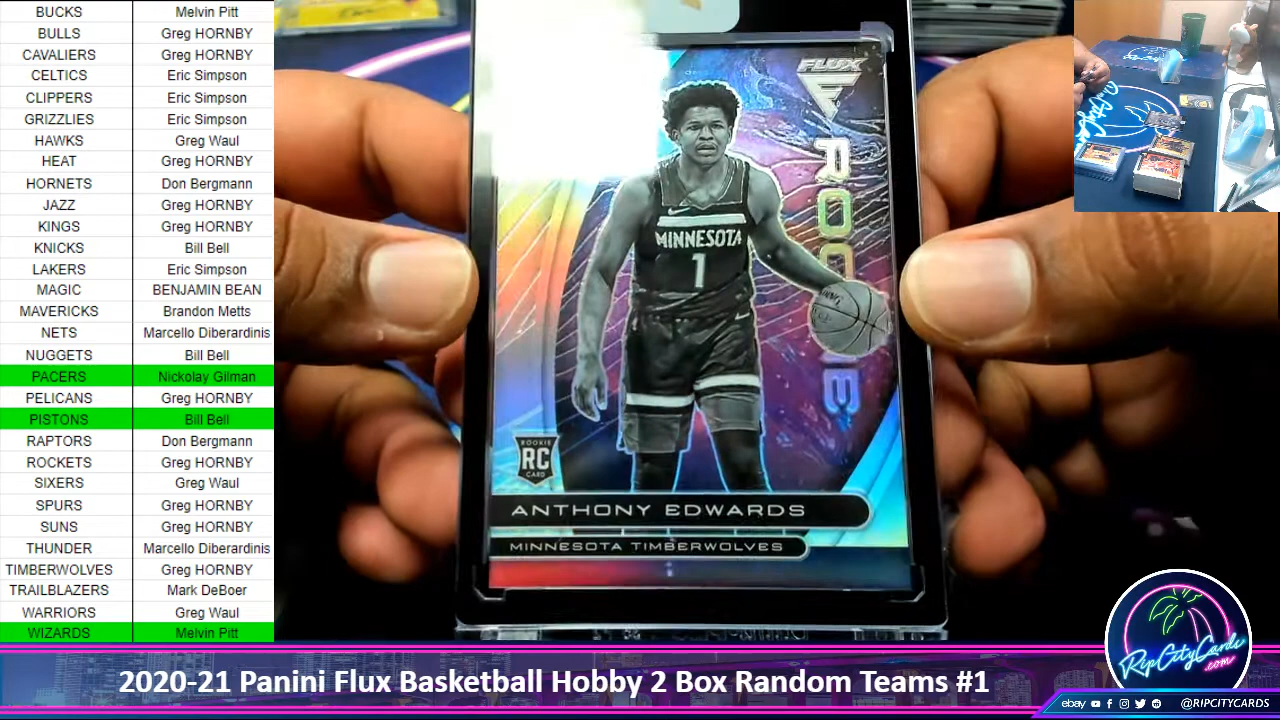 BUCKS Melvin Pitt
BULLS Greg HORNBY
CAVALIERS Greg HORNBY
CELTICS Eric Simpson
CLIPPERS Eric Simpson
GRIZZLIES Eric Simpson
HAWKS Greg Waul
HEAT Greg HORNBY
HORNETS Don Bergmann
JAZZ Greg HORNBY
KINGS Greg HORNBY
KNICKS Bill Bell
LAKERS Eric Simpson
MAGIC BENJAMIN BEAN
MAVERICKS Brandon Metts
NETS Marcello Diberardinis
NUGGETS Bill Bell
PACERS Nickolay Gilman
PELICANS Greg HORNBY
PISTONS Bill Bell
RAPTORS Don Bergmann
ROCKETS Greg HORNBY
SIXERS Greg Waul
SPURS Greg HORNBY
SUNS Greg HORNBY
THUNDER Marcello Diberardinis
TIMBERWOLVES Greg HORNBY
TRAILBLAZERS Mark DeBoer
WARRIORS Greg Waul
WIZARDS Melvin Pitt
FLUX
ROOKIE
MINNESOTA
1
ROOKIE
RC
CARD
ANTHONY EDWARDS
MINNESOTA TIMBERWOLVES
2020-21 Panini Flux Basketball Hobby 2 Box Random Teams #1
RipCityCards
.com
ebay @RIPCITYCARDS